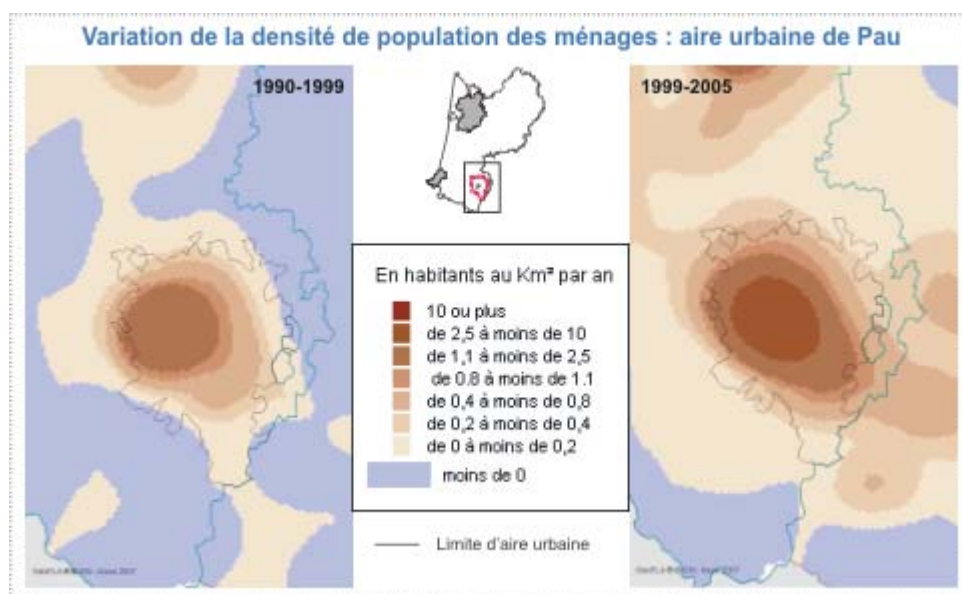 Variation de la densité de population des ménages : aire urbaine de Pau
1990-1999
1999-2005
En habitants au Km² par an
10 ou plus
de 2,5 à moins de 10
de 1,1 à moins de 2,5
de 0.8 à moins de 1.1
de 0,4 à moins de 0,8
de 0,2 à moins de 0,4
de 0 à moins de 0,2
moins de 0
Limite d'aire urbaine